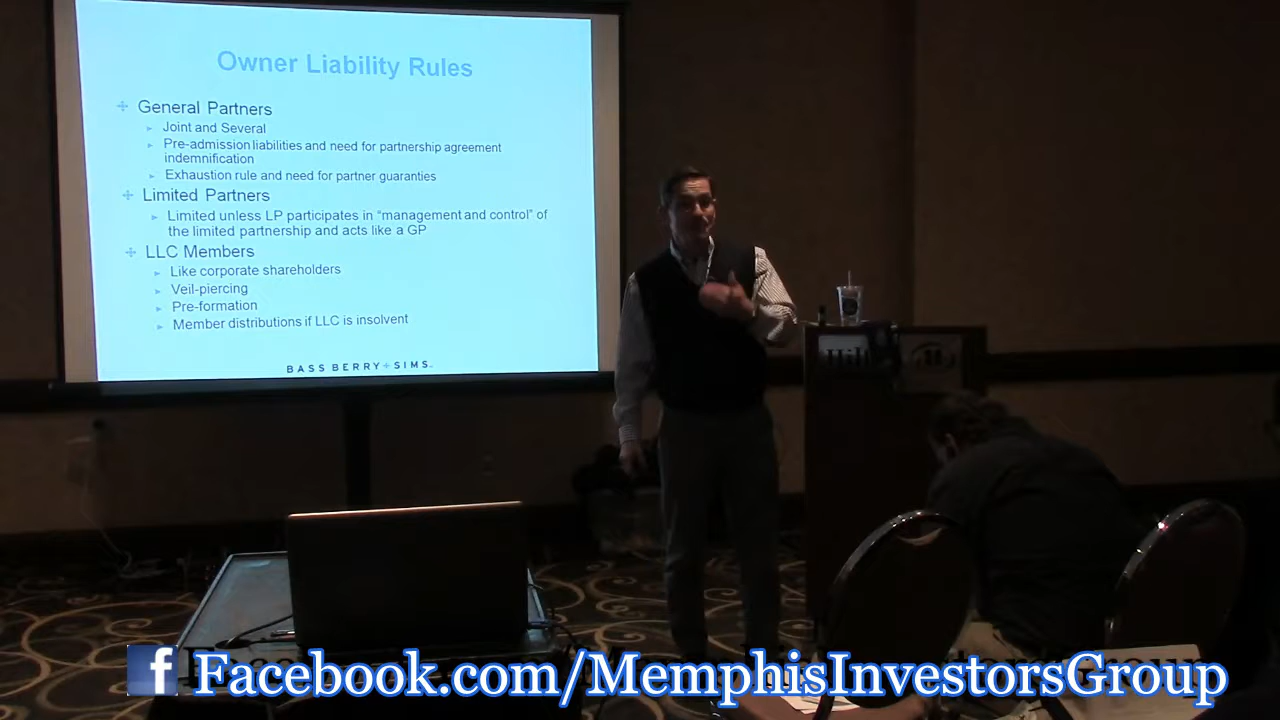 Owner Liability Rules
General Partners
Joint and Several
Pre-admission liabilities and need for partnership agreement
indemnification
Exhaustion rule and need for partner guaranties
Limited Partners
Limited unless LP participates in "management and control" of
the limited partnership and acts like a GP
LLC Members
Like corporate shareholders
Veil-piercing
Pre-formation
Member distributions if LLC is insolvent
BASS BERRY + SIMS
f Facebook.com/MemphisInvestorsGroup